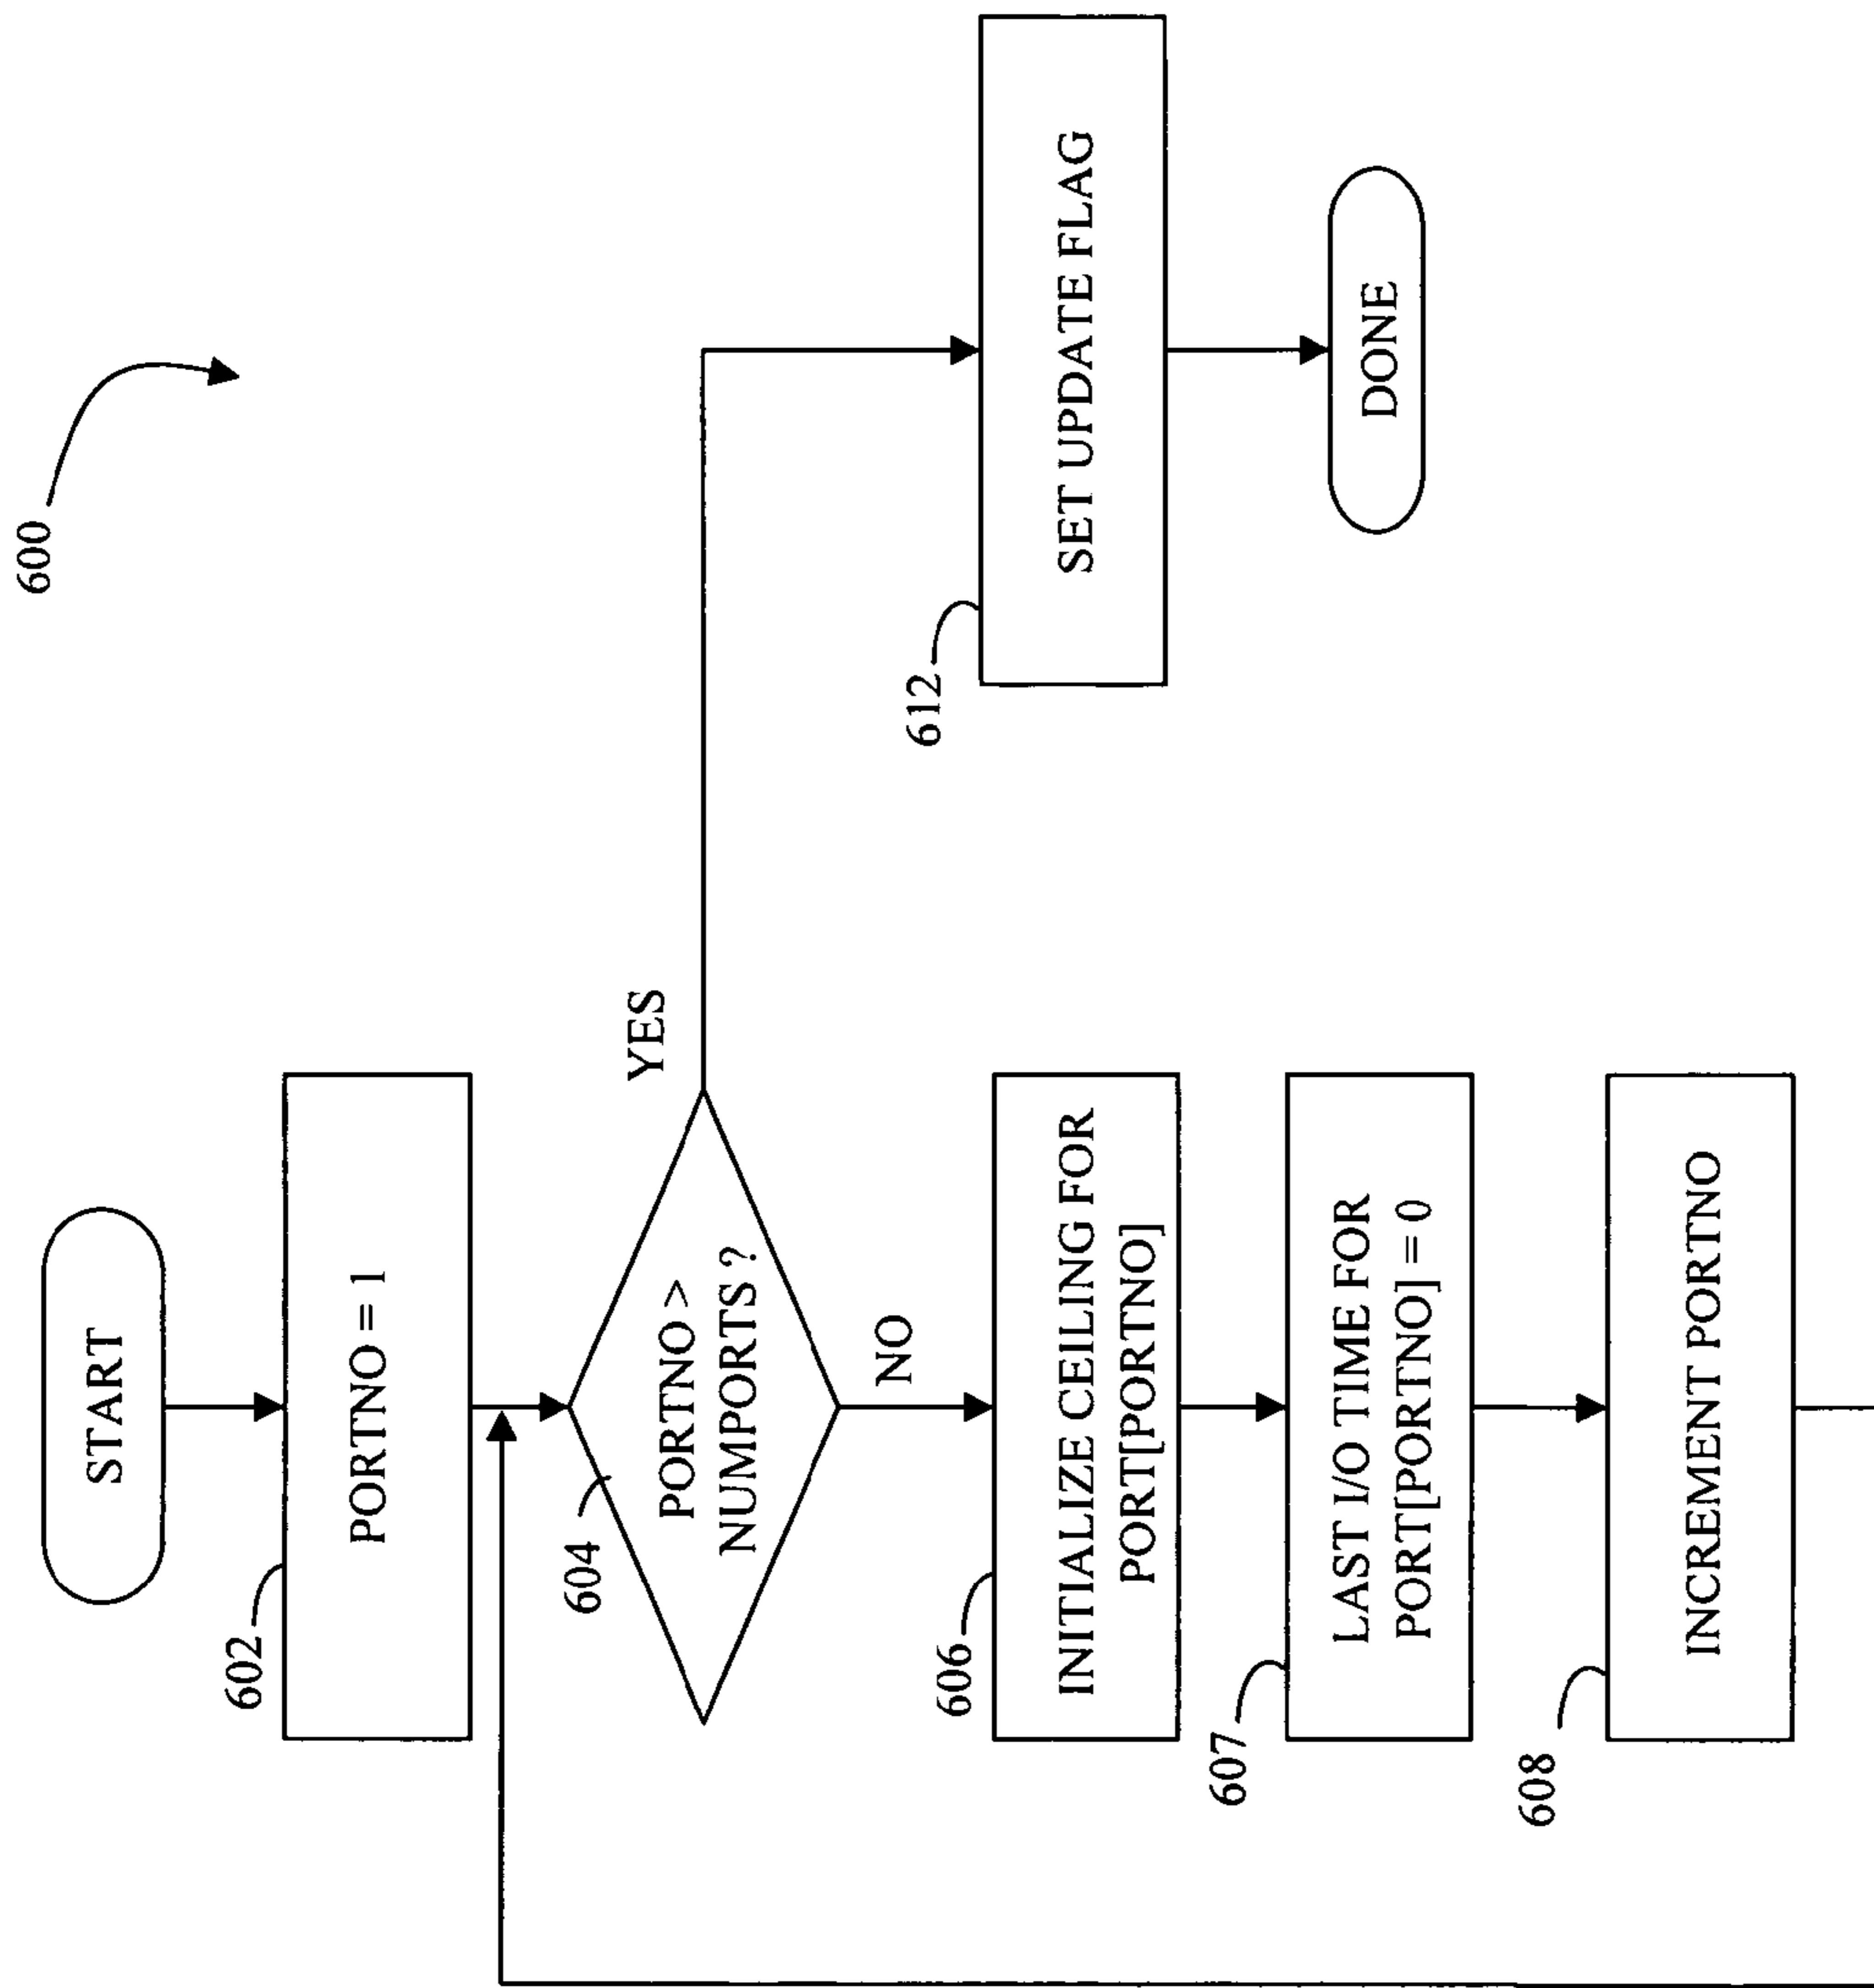 600
START
602
PORTNO = 1
604
PORTNO >
NUMPORTS?
YES
NO
606
INITIALIZE CEILING FOR
PORT[PORTNO]
607
LAST I/O TIME FOR
PORT[PORTNO] = 0
608
INCREMENT PORTNO
612
SET UPDATE FLAG
DONE